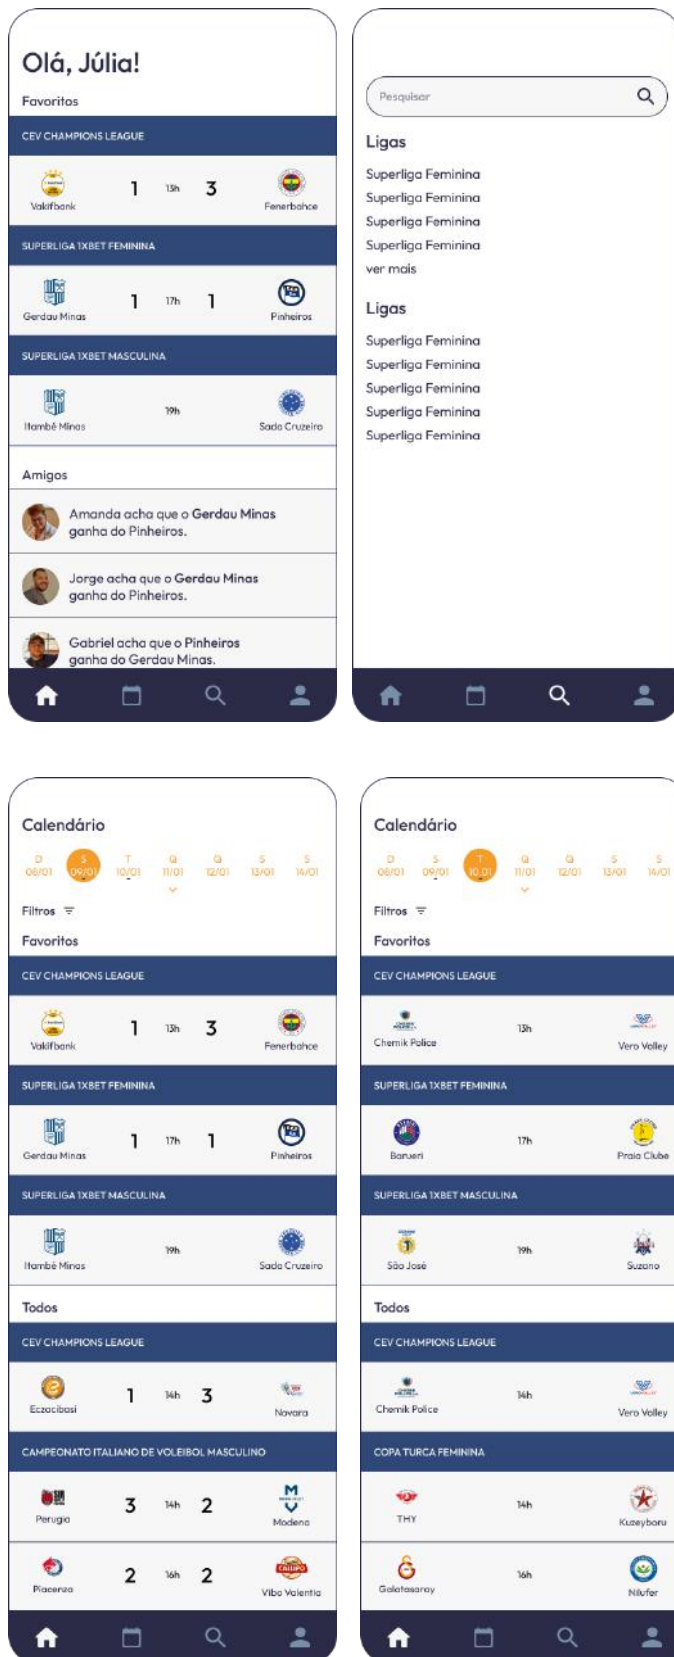 Olá, Júlia!
Favoritos
CEV CHAMPIONS LEAGUE
1 13h 3
Vakifbank Fenerbahce
SUPERLIGA 1XBET FEMININA
1 17h 1
Gerdau Minas Pinheiros
SUPERLIGA 1XBET MASCULINA
19h
Itambé Minas Sada Cruzeiro
Amigos
Amanda acha que o Gerdau Minas
ganha do Pinheiros.
Jorge acha que o Gerdau Minas
ganha do Pinheiros.
Gabriel acha que o Pinheiros
ganha do Gerdau Minas.
Pesquisar
Ligas
Superliga Feminina
Superliga Feminina
Superliga Feminina
Superliga Feminina
ver mais
Ligas
Superliga Feminina
Superliga Feminina
Superliga Feminina
Superliga Feminina
Superliga Feminina
Calendário
D S T Q Q S S
08/01 09/01 10/01 11/01 12/01 13/01 14/01
Filtros
Favoritos
CEV CHAMPIONS LEAGUE
1 13h 3
Vakifbank Fenerbahce
SUPERLIGA 1XBET FEMININA
1 17h 1
Gerdau Minas Pinheiros
SUPERLIGA 1XBET MASCULINA
19h
Itambé Minas Sada Cruzeiro
Todos
CEV CHAMPIONS LEAGUE
1 14h 3
Eczacibasi Novara
CAMPEONATO ITALIANO DE VOLEIBOL MASCULINO
3 14h 2
Perugia Modena
2 16h 2
Piacenza Vibo Valentia
Calendário
D S T Q Q S S
08/01 09/01 10/01 11/01 12/01 13/01 14/01
Filtros
Favoritos
CEV CHAMPIONS LEAGUE
13h
Chemik Police Vero Volley
SUPERLIGA 1XBET FEMININA
17h
Barueri Praia Clube
SUPERLIGA 1XBET MASCULINA
19h
São José Suzano
Todos
CEV CHAMPIONS LEAGUE
14h
Chemik Police Vero Volley
COPA TURCA FEMININA
14h
THY Kuzeyboru
16h
Galatasaray Nilufer